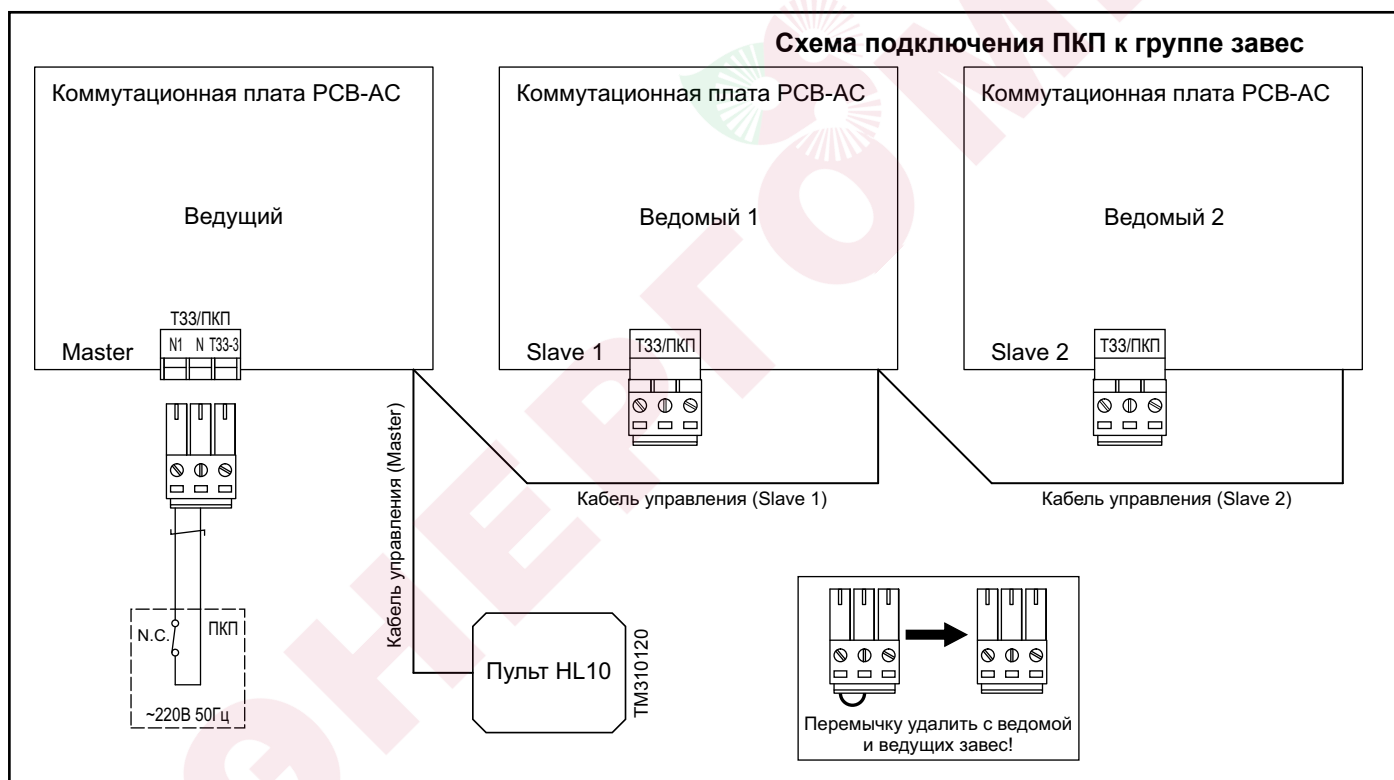 Схема подключения ПКП к группе завес
Коммутационная плата PCB-AC
Ведущий
ТЗЗ/ПКП
N1 N ТЗЗ-3
Master
Коммутационная плата PCB-AC
Ведомый 1
Slave 1
ТЗЗ/ПКП
Коммутационная плата PCB-AC
Ведомый 2
Slave 2
ТЗЗ/ПКП
Кабель управления (Master)
Кабель управления (Slave 1)
Кабель управления (Slave 2)
N.C.
ПКП
~220В 50Гц
Пульт HL10
TM310120
Перемычку удалить с ведомой
и ведущих завес!